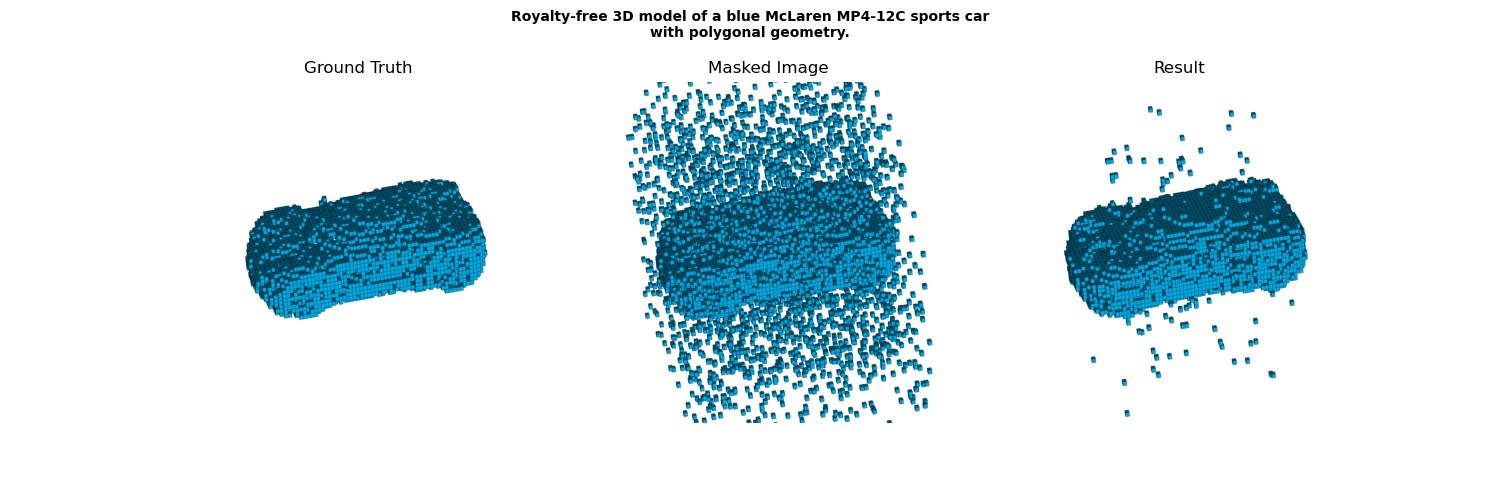 Royalty-free 3D model of a blue McLaren MP4-12C sports car
with polygonal geometry.
Ground Truth
Masked Image
Result